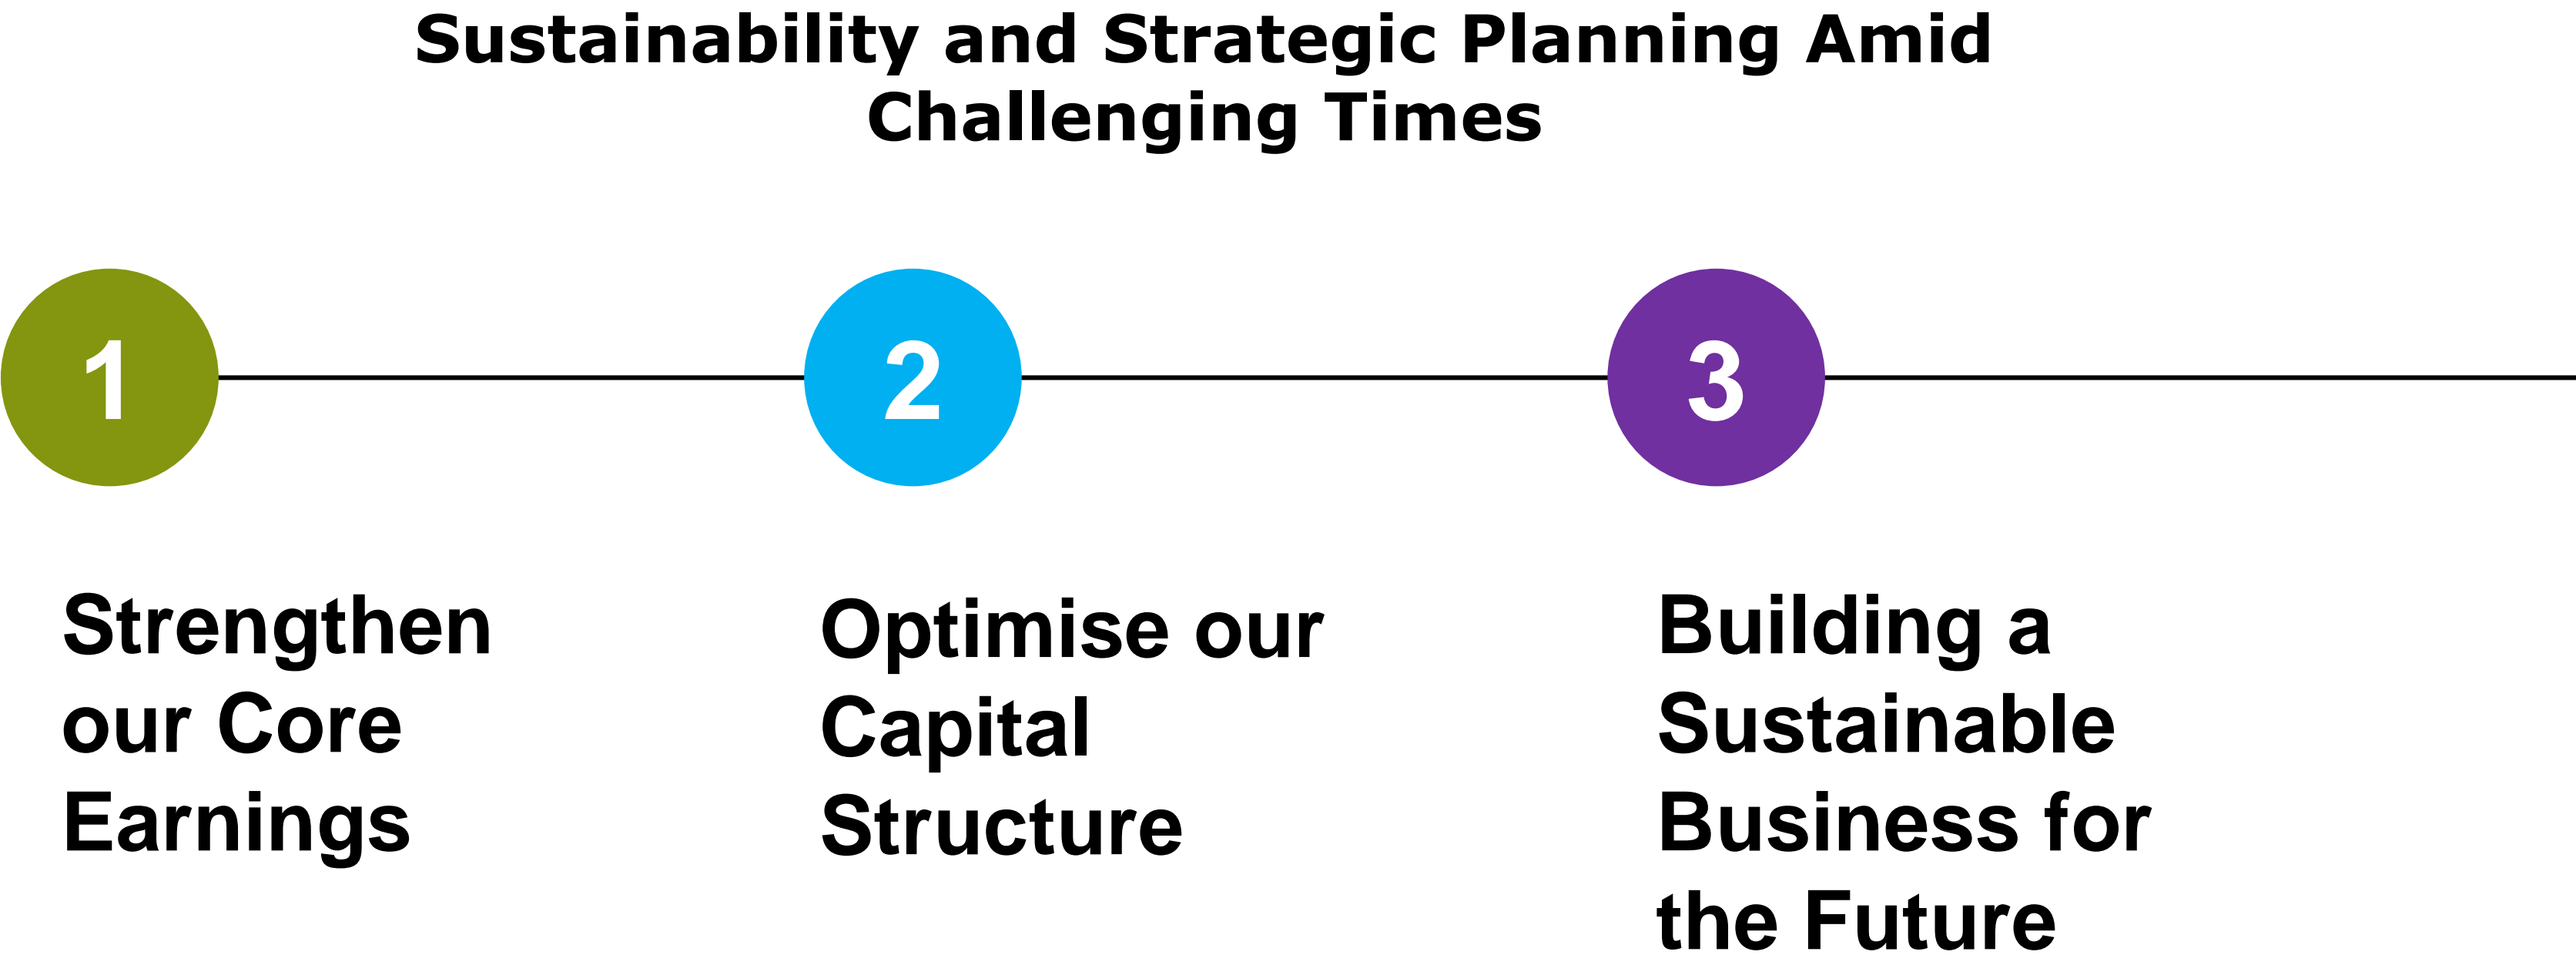 Sustainability and Strategic Planning Amid
Challenging Times
1
2
3
Strengthen
our Core
Earnings
Optimise our
Capital
Structure
Building a
Sustainable
Business for
the Future